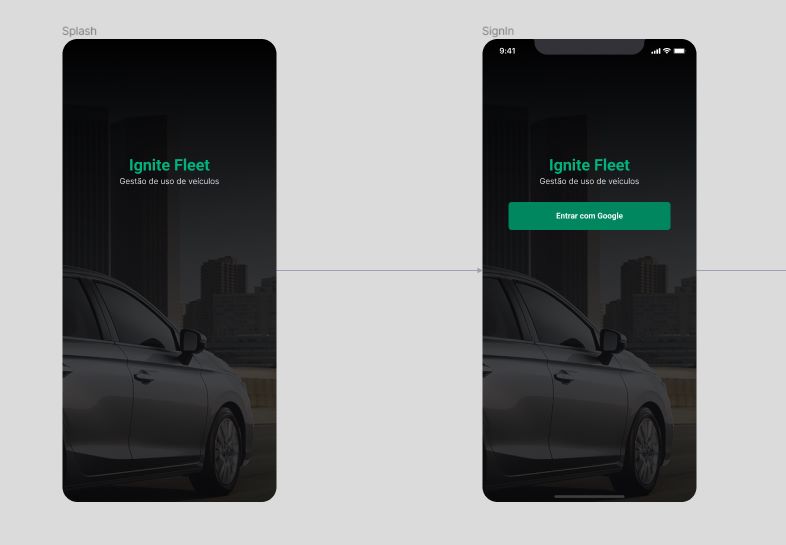 Splash
Ignite Fleet
Gestão de uso de veículos
SignIn
9:41
Ignite Fleet
Gestão de uso de veículos
Entrar com Google